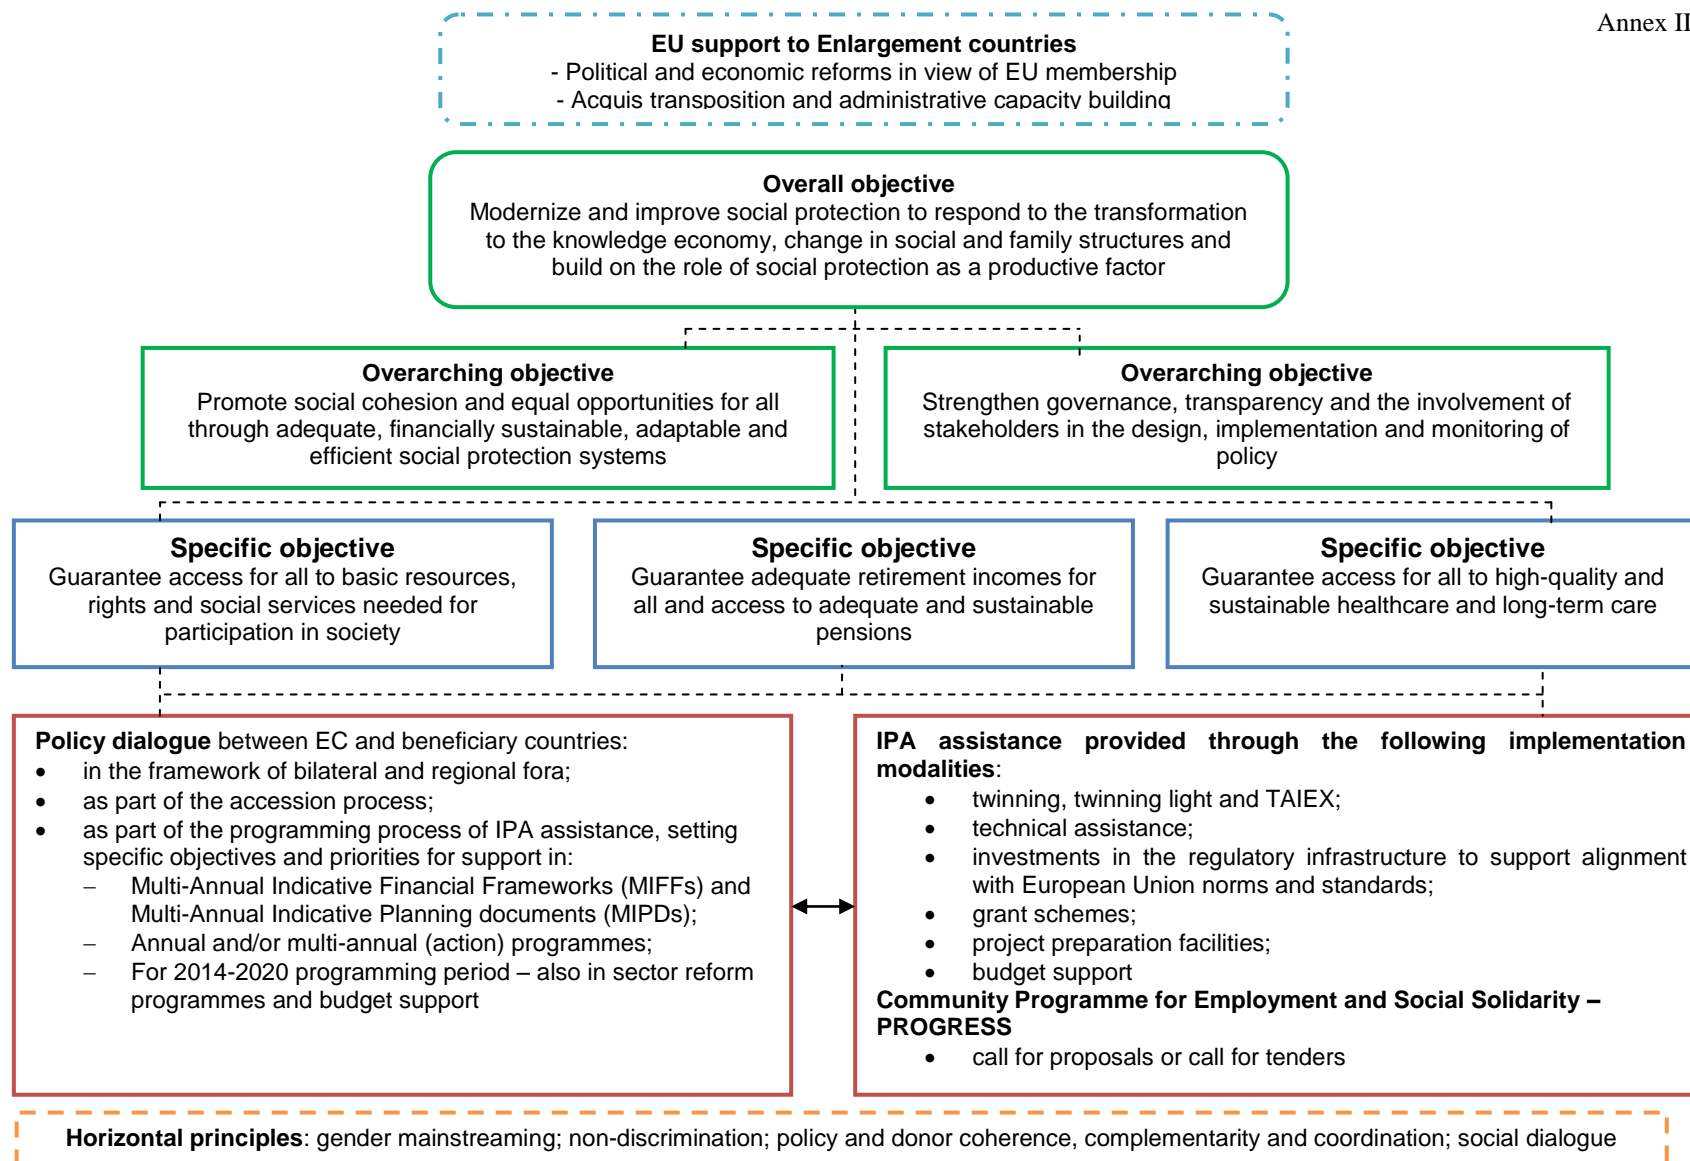 Annex II
EU support to Enlargement countries
- Political and economic reforms in view of EU membership
- Acquis transposition and administrative capacity building
Overall objective
Modernize and improve social protection to respond to the transformation
to the knowledge economy, change in social and family structures and
build on the role of social protection as a productive factor
Overarching objective
Promote social cohesion and equal opportunities for all
through adequate, financially sustainable, adaptable and
efficient social protection systems
Overarching objective
Strengthen governance, transparency and the involvement of
stakeholders in the design, implementation and monitoring of
policy
Specific objective
Guarantee access for all to basic resources,
rights and social services needed for
participation in society
Specific objective
Guarantee adequate retirement incomes for
all and access to adequate and sustainable
pensions
Specific objective
Guarantee access for all to high-quality and
sustainable healthcare and long-term care
Policy dialogue between EC and beneficiary countries:
• in the framework of bilateral and regional fora;
• as part of the accession process;
• as part of the programming process of IPA assistance, setting
specific objectives and priorities for support in:
− Multi-Annual Indicative Financial Frameworks (MIFFs) and
Multi-Annual Indicative Planning documents (MIPDs);
− Annual and/or multi-annual (action) programmes;
− For 2014-2020 programming period – also in sector reform
programmes and budget support
IPA assistance provided through the following implementation
modalities:
• twinning, twinning light and TAIEX;
• technical assistance;
• investments in the regulatory infrastructure to support alignment
with European Union norms and standards;
• grant schemes;
• project preparation facilities;
• budget support
Community Programme for Employment and Social Solidarity –
PROGRESS
• call for proposals or call for tenders
Horizontal principles: gender mainstreaming; non-discrimination; policy and donor coherence, complementarity and coordination; social dialogue